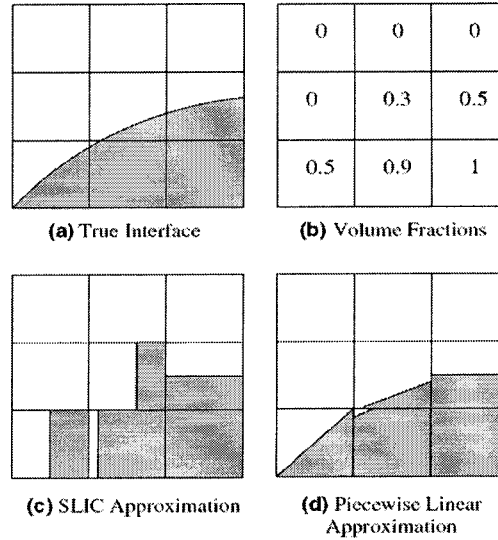 0 0 0
0 0.3 0.5
0.5 0.9 1
(a) True Interface (b) Volume Fractions
(c) SLIC Approximation (d) Piecewise Linear
Approximation